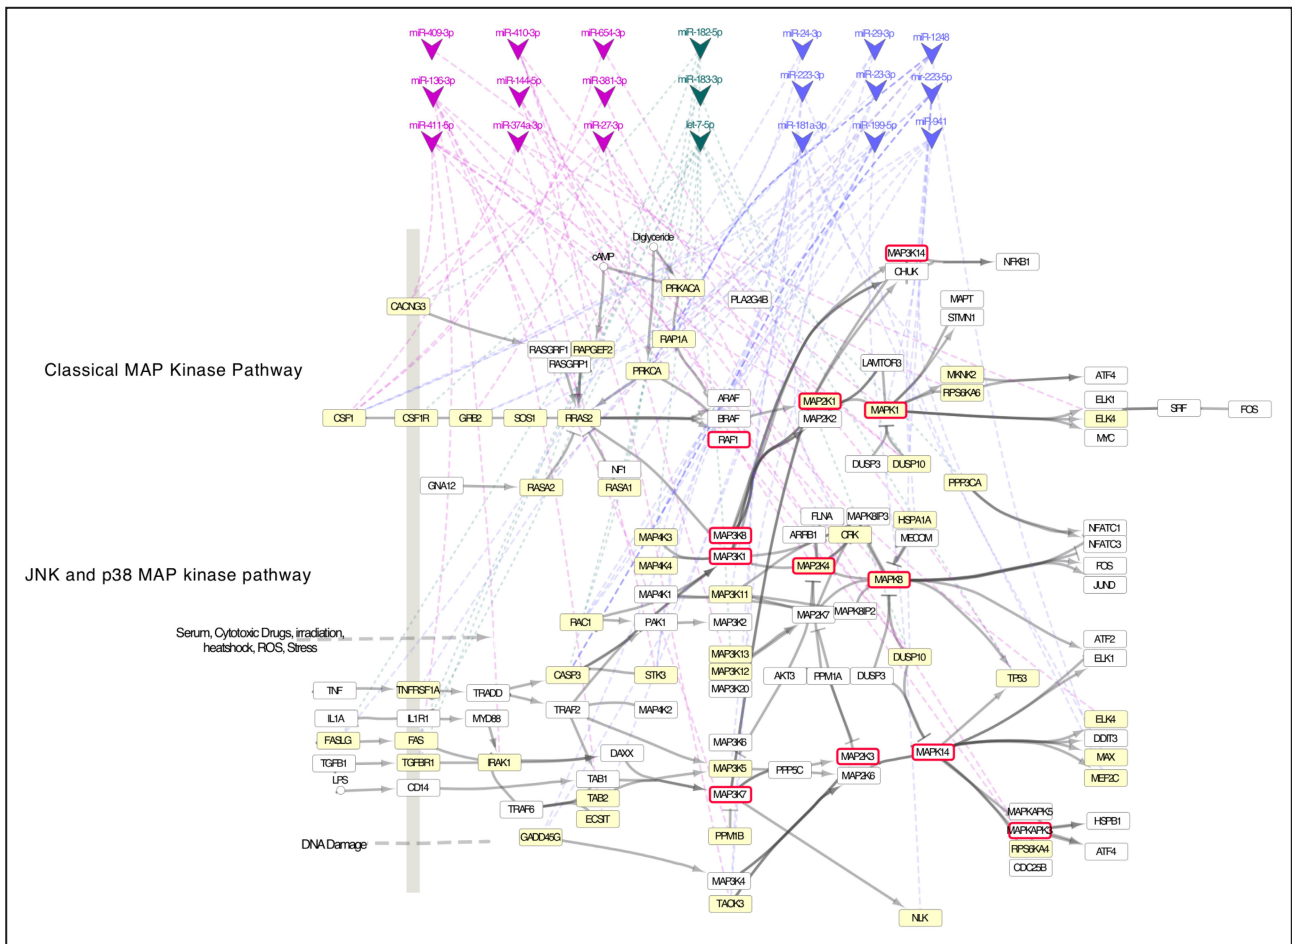 miR-409-3p miR-410-3p miR-654-3p miR-182-5p miR-24-3p miR-29-3p miR-1248
miR-136-3p miR-144-5p miR-381-3p miR-183-3p miR-223-3p miR-23-3p mir-223-5p
miR-411-5p miR-374a-3p miR-27-3p let-7-5p miR-181a-3p miR-199-5p miR-941
Diglyceride
cAMP
MAP3K14
CHUK
NFKB1
PRKACA
PLA2G4B
MAPT
STMN1
CACNG3
RAP1A
RASGRF1 RAPGEF2
RASGRP1
PRKCA
LAMTOR3
Classical MAP Kinase Pathway
MKNK2
RPS6KA6
ATF4
ARAF
BRAF
RAF1
MAP2K1
MAP2K2
MAPK1
ELK1
ELK4
MYC
SRF
FOS
CSF1
CSF1R
GRB2
SOS1
RRAS2
DUSP3
DUSP10
GNA12
RASA2
NF1
RASA1
PPP3CA
FLNA
MAPK8IP3
HSPA1A
MAP4K3
MAP3K8
ARRB1
CRK
MECOM
NFATC1
NFATC3
MAP4K4
MAP3K1
MAP2K4
MAPK8
FOS
JUND
JNK and p38 MAP kinase pathway
MAP4K1
MAP3K11
MAP2K7
MAPK8IP2
RAC1
PAK1
MAP3K2
Serum, Cytotoxic Drugs, irradiation,
heatshock, ROS, Stress
ATF2
ELK1
MAP3K13
MAP3K12
MAP3K20
DUSP10
CASP3
STK3
AKT3
PPM1A
DUSP3
TP53
TNF
TNFRSF1A
TRADD
TRAF2
MAP4K2
IL1A
IL1R1
MYD88
ELK4
DDIT3
MAX
MEF2C
FASLG
FAS
MAP3K6
DAXX
MAP2K3
MAPK14
TGFB1
TGFBR1
IRAK1
MAP3K5
PPP5C
MAP2K6
LPS
CD14
TAB1
TAB2
ECSIT
MAP3K7
TRAF6
MAPKAPK5
MAPKAPK3
RPS6KA4
CDC25B
HSPB1
ATF4
DNA Damage
GADD45G
PPM1B
MAP3K4
TAOK3
NLK